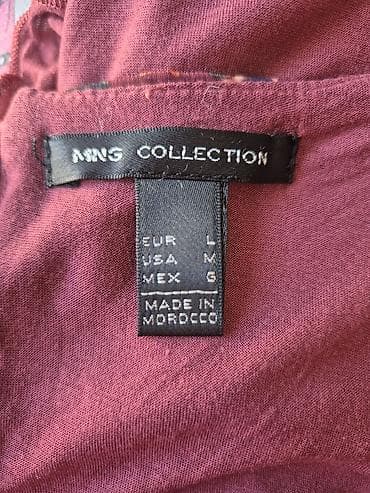 MNG COLLECTION
EUR L
USA M
MEX G
MADE IN
MOROCCO